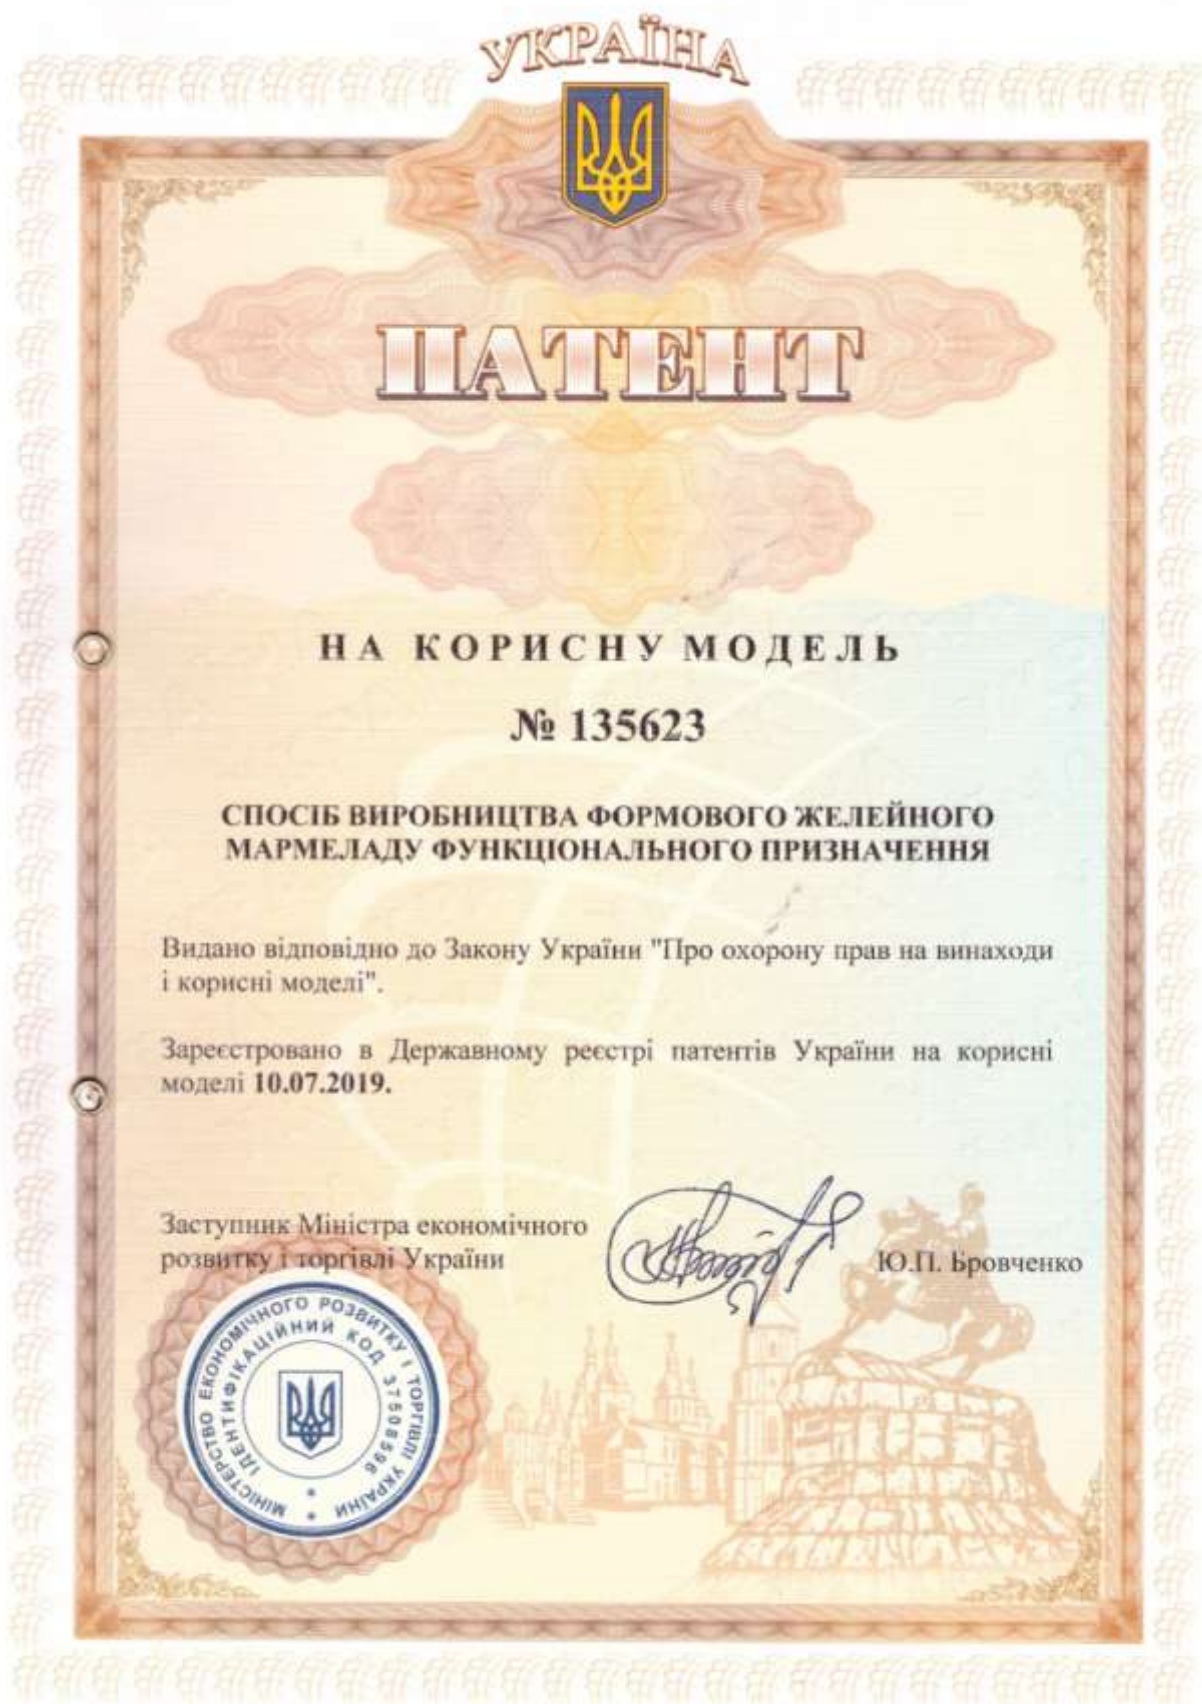 УКРАЇНА
ПАТЕНТ
НА КОРИСНУ МОДЕЛЬ
№ 135623
СПОСІБ ВИРОБНИЦТВА ФОРМОВОГО ЖЕЛЕЙНОГО
МАРМЕЛАДУ ФУНКЦІОНАЛЬНОГО ПРИЗНАЧЕННЯ
Видано відповідно до Закону України "Про охорону прав на винаходи
і корисні моделі".
Зареєстровано в Державному реєстрі патентів України на корисні
моделі 10.07.2019.
Заступник Міністра економічного
розвитку і торгівлі України
Ю.П. Бровченко
МІНІСТЕРСТВО ЕКОНОМІЧНОГО РОЗВИТКУ І ТОРГІВЛІ УКРАЇНИ *
ІДЕНТИФІКАЦІЙНИЙ КОД 37508596 *